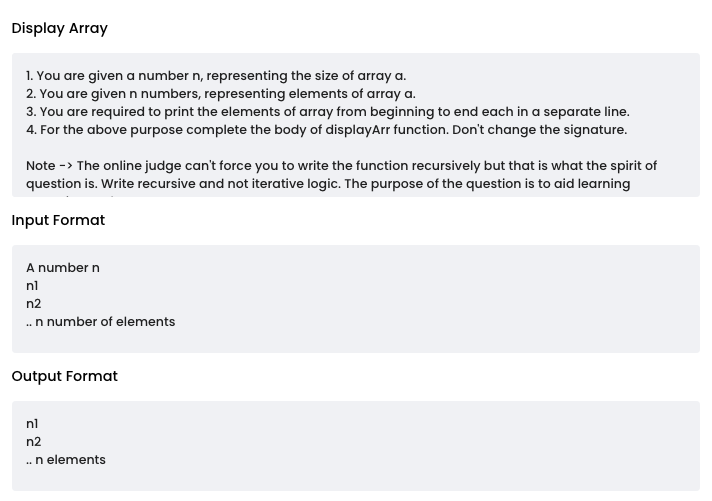 Display Array
1. You are given a number n, representing the size of array a.
2. You are given n numbers, representing elements of array a.
3. You are required to print the elements of array from beginning to end each in a separate line.
4. For the above purpose complete the body of displayArr function. Don't change the signature.
Note -> The online judge can't force you to write the function recursively but that is what the spirit of
question is. Write recursive and not iterative logic. The purpose of the question is to aid learning
Input Format
A number n
n1
n2
.. n number of elements
Output Format
n1
n2
.. n elements